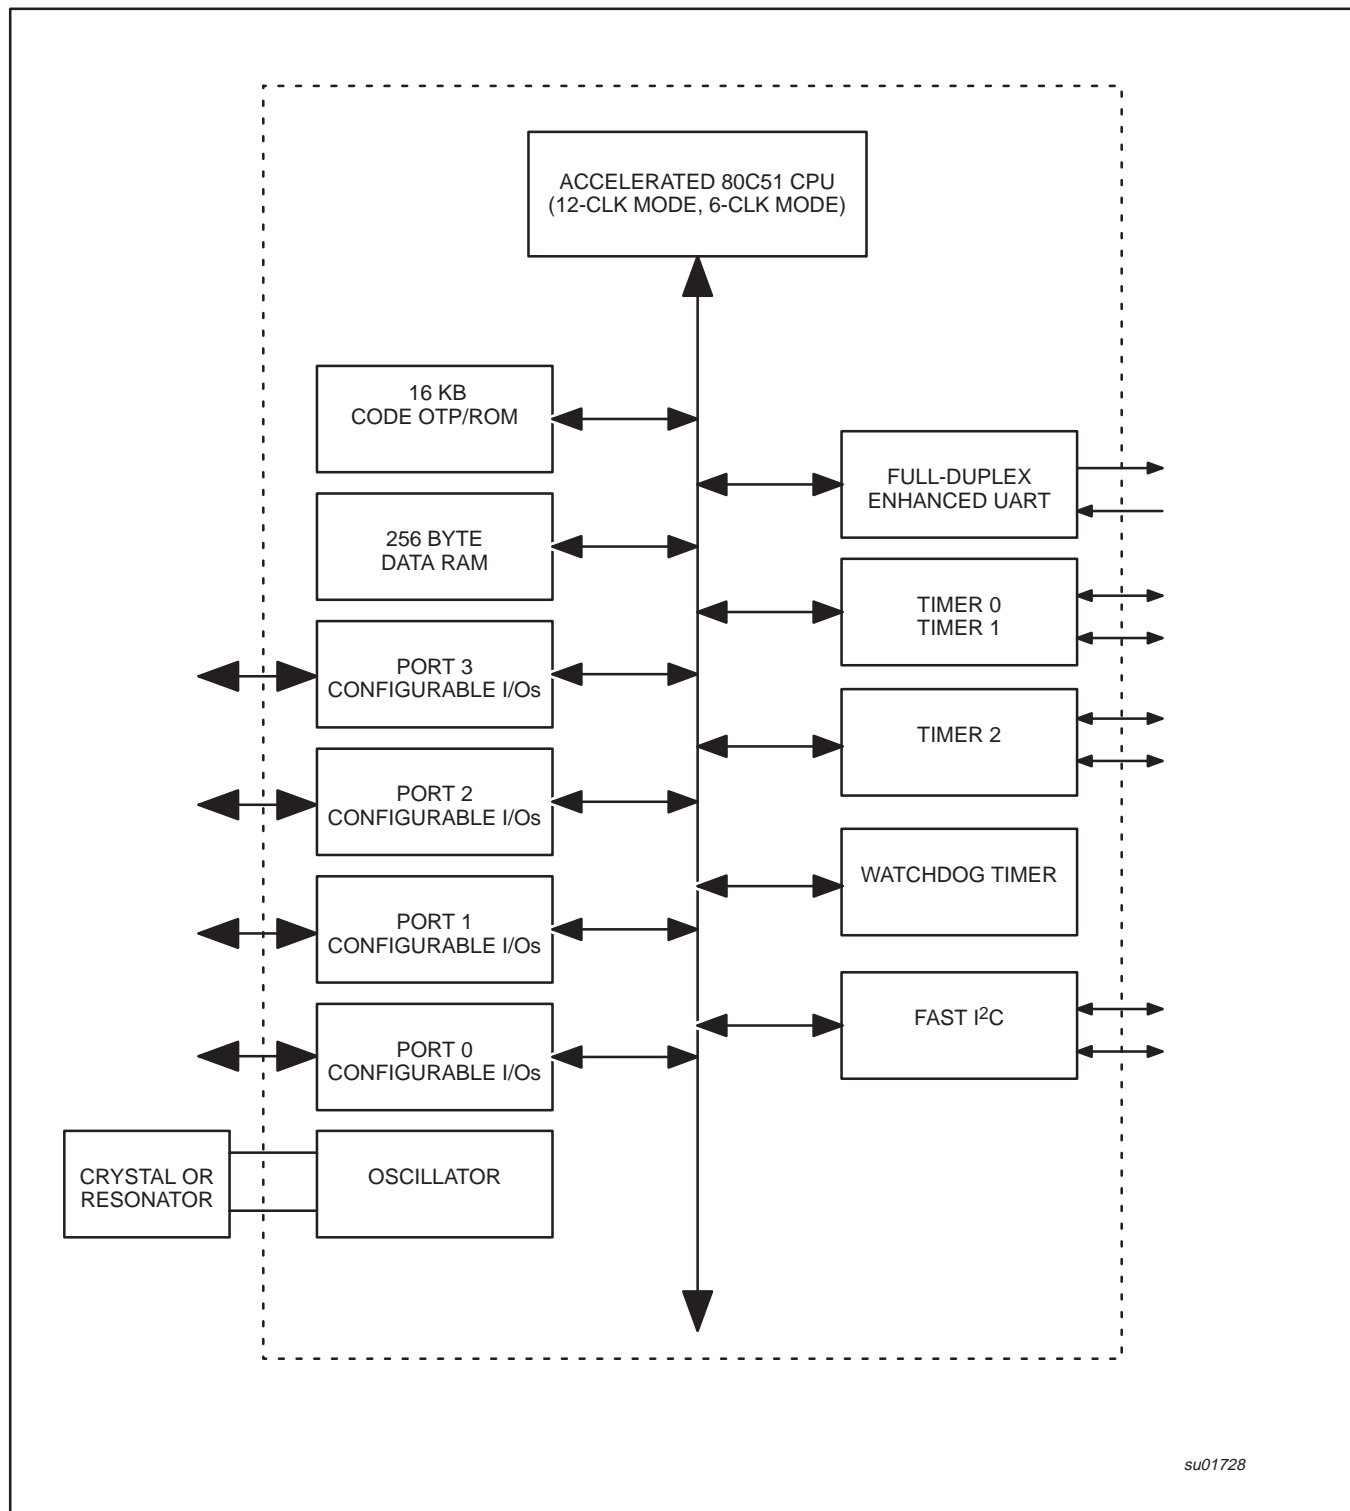 ACCELERATED 80C51 CPU
(12-CLK MODE, 6-CLK MODE)
16 KB
CODE OTP/ROM
256 BYTE
DATA RAM
PORT 3
CONFIGURABLE I/Os
PORT 2
CONFIGURABLE I/Os
PORT 1
CONFIGURABLE I/Os
PORT 0
CONFIGURABLE I/Os
CRYSTAL OR
RESONATOR
OSCILLATOR
FULL-DUPLEX
ENHANCED UART
TIMER 0
TIMER 1
TIMER 2
WATCHDOG TIMER
FAST I²C
su01728